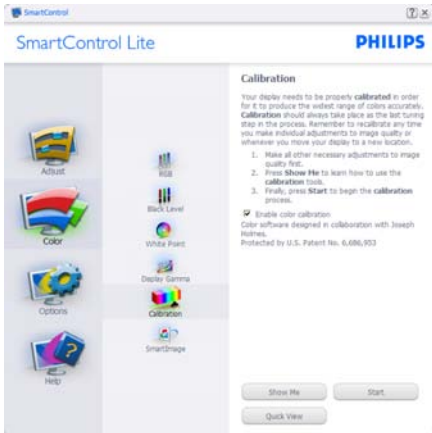 SmartControl
SmartControl Lite
PHILIPS
Adjust
Color
Options
Help
RGB
Black Level
White Point
Display Gamma
Calibration
SmartImage
Calibration
Your display needs to be properly calibrated in order
for it to produce the widest range of colors accurately.
Calibration should always take place as the last tuning
step in the process. Remember to recalibrate any time
you make individual adjustments to image quality or
whenever you move your display to a new location.
1. Make all other necessary adjustments to image
quality first.
2. Press Show Me to learn how to use the
calibration tools.
3. Finally, press Start to begin the calibration
process.
Enable color calibration
Color software designed in collaboration with Joseph
Holmes.
Protected by U.S. Patent No. 6,686,953
Show Me
Start
Quick View